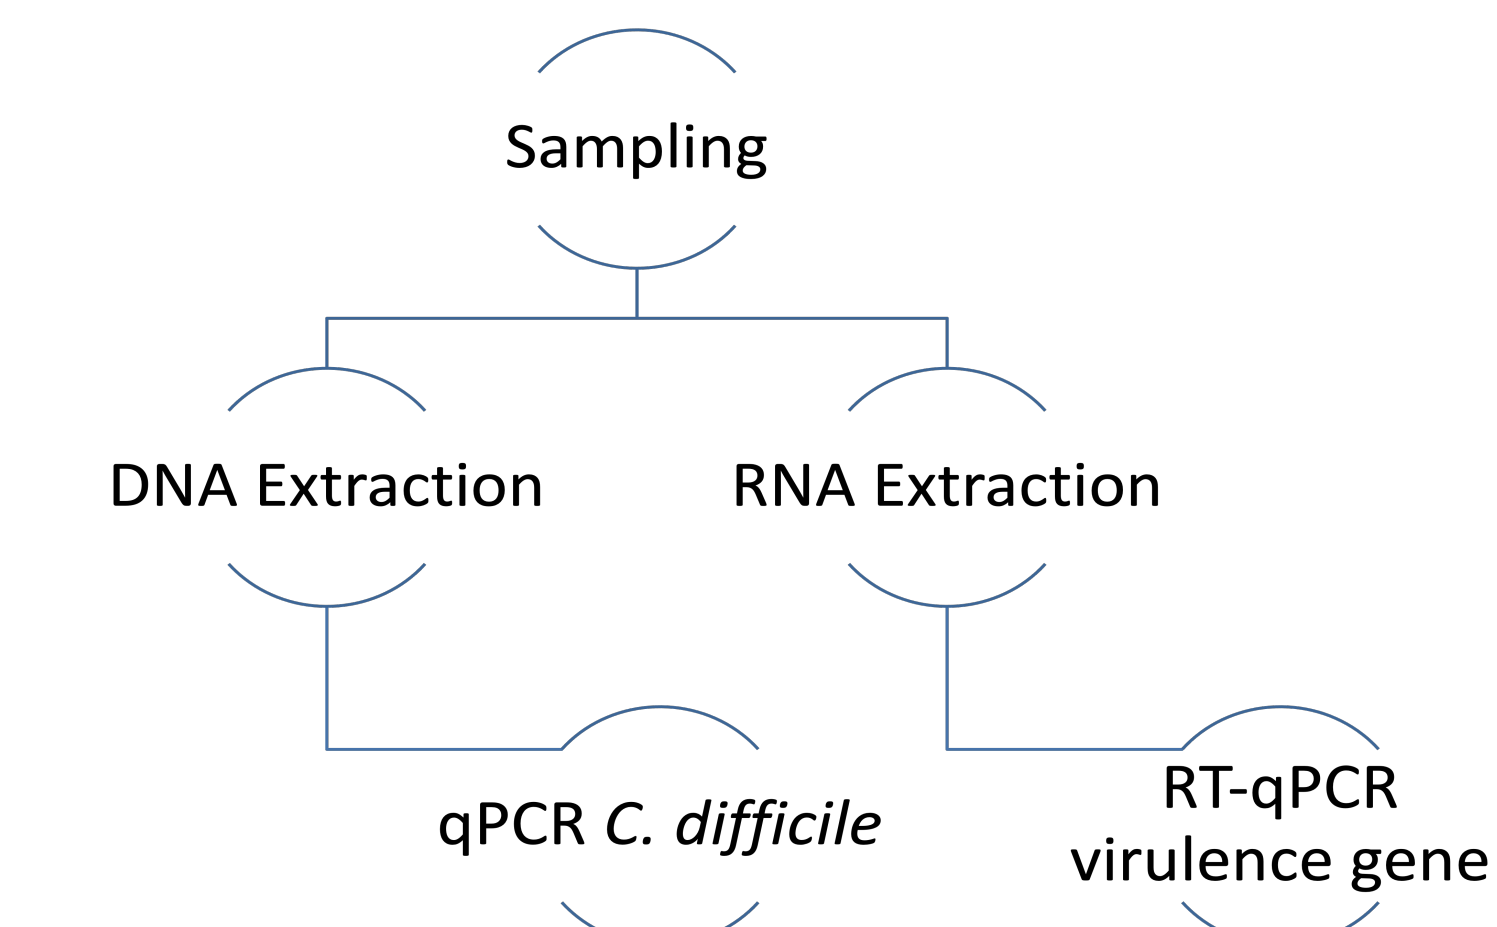 Sampling
DNA Extraction
RNA Extraction
qPCR C. difficile
RT-qPCR
virulence gene